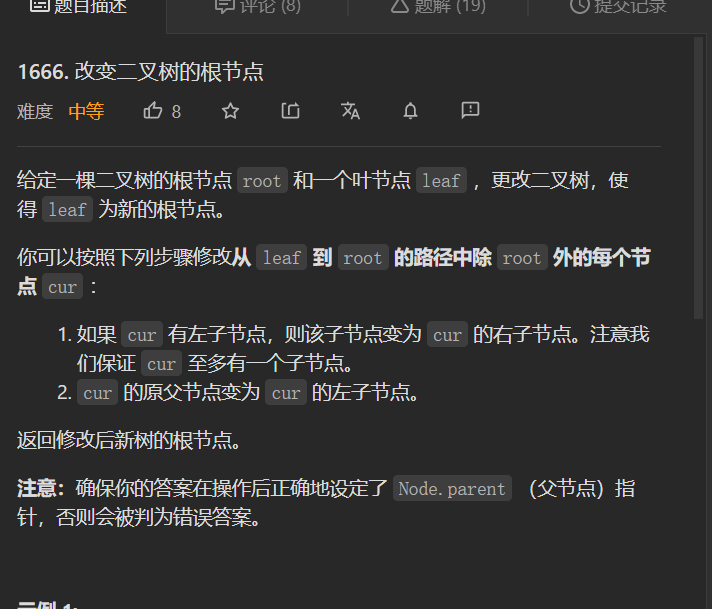 题目描述 评论 (8) 题解 (19) 提交记录
1666. 改变二叉树的根节点
难度 中等 8
给定一棵二叉树的根节点 root 和一个叶节点 leaf ，更改二叉树，使
得 leaf 为新的根节点。
你可以按照下列步骤修改从 leaf 到 root 的路径中除 root 外的每个节
点 cur ：
1. 如果 cur 有左子节点，则该子节点变为 cur 的右子节点。注意我
们保证 cur 至多有一个子节点。
2. cur 的原父节点变为 cur 的左子节点。
返回修改后新树的根节点。
注意：确保你的答案在操作后正确地设定了 Node.parent （父节点）指
针，否则会被判为错误答案。
示例 1: